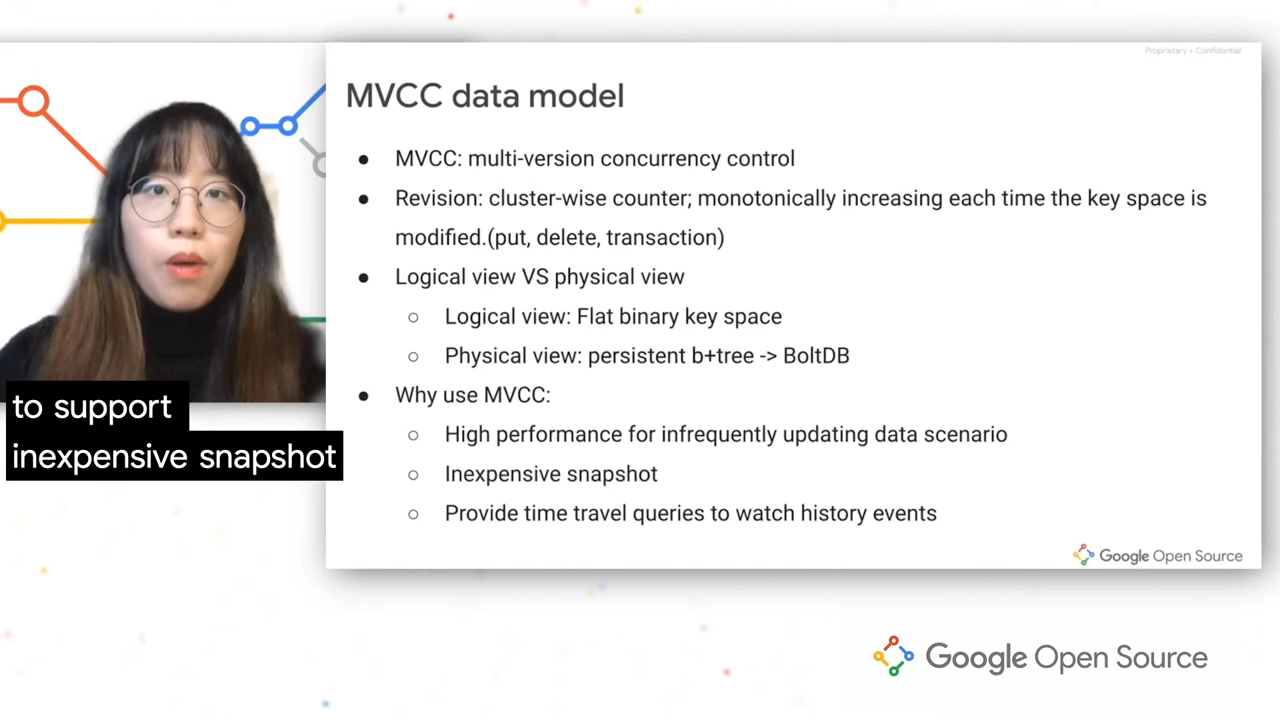 Proprietary + Confidential
MVCC data model
● MVCC: multi-version concurrency control
● Revision: cluster-wise counter; monotonically increasing each time the key space is
modified.(put, delete, transaction)
● Logical view VS physical view
○ Logical view: Flat binary key space
○ Physical view: persistent b+tree -> BoltDB
● Why use MVCC:
○ High performance for infrequently updating data scenario
○ Inexpensive snapshot
○ Provide time travel queries to watch history events
Google Open Source
to support
inexpensive snapshot
Google Open Source